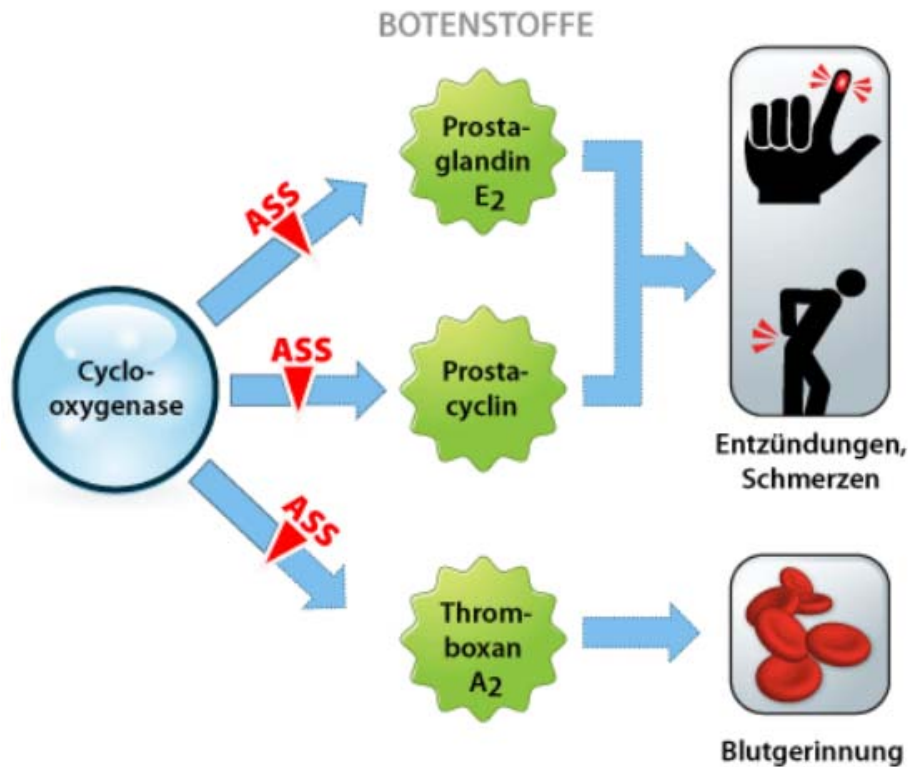 BOTENSTOFFE
Prosta-
glandin
E2
ASS
Cyclo-
oxygenase
ASS
Prosta-
cyclin
Entzündungen,
Schmerzen
ASS
Throm-
boxan
A2
Blutgerinnung